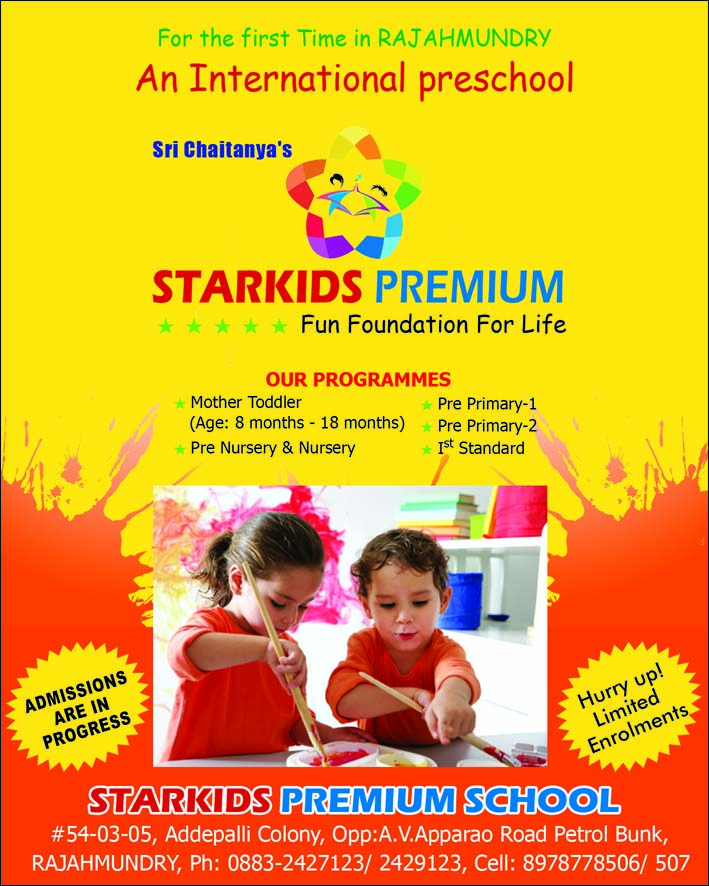 For the first Time in RAJAHMUNDRY
An International preschool
Sri Chaitanya's
STARKIDS PREMIUM
Fun Foundation For Life
OUR PROGRAMMES
Mother Toddler
(Age: 8 months - 18 months)
Pre Nursery & Nursery
Pre Primary-1
Pre Primary-2
Ist Standard
ADMISSIONS
ARE IN
PROGRESS
Hurry up!
Limited
Enrolments
STARKIDS PREMIUM SCHOOL
#54-03-05, Addepalli Colony, Opp:A.V.Apparao Road Petrol Bunk,
RAJAHMUNDRY, Ph: 0883-2427123/ 2429123, Cell: 8978778506/ 507